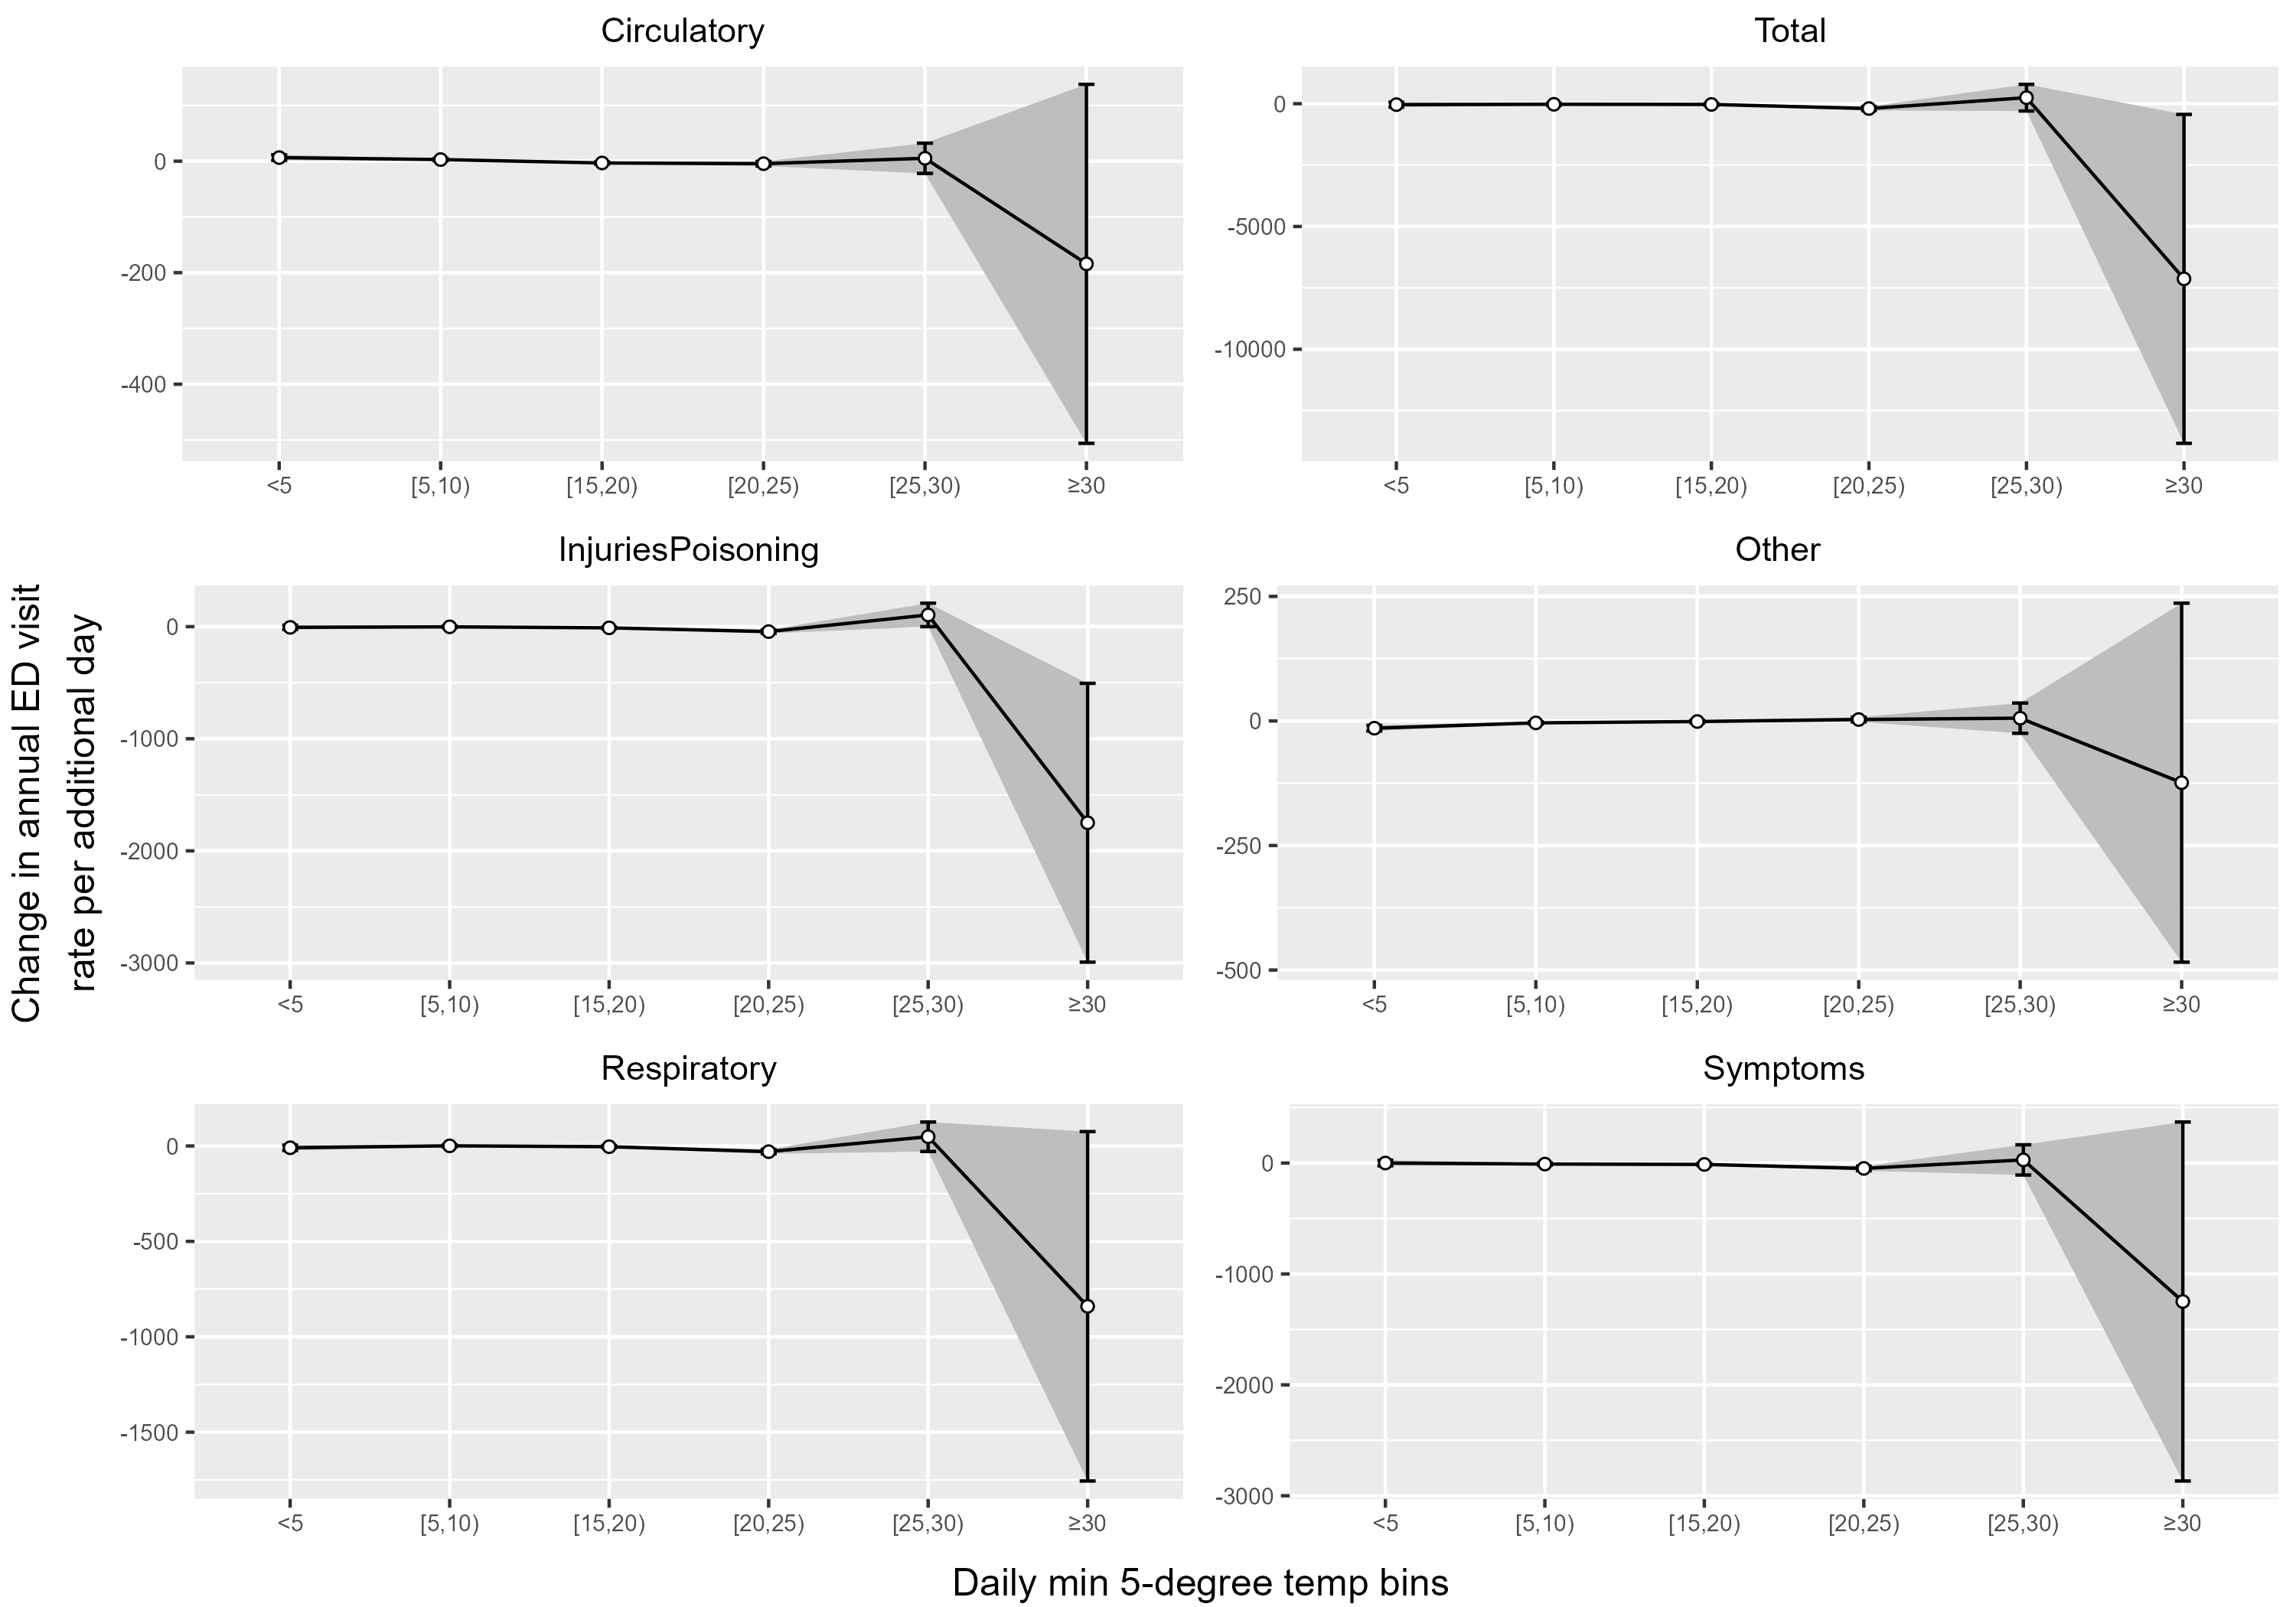 Circulatory
0
-200
-400
<5 [5,10) [15,20) [20,25) [25,30) ≥30
Total
0
-5000
-10000
<5 [5,10) [15,20) [20,25) [25,30) ≥30
Change in annual ED visit
rate per additional day
InjuriesPoisoning
0
-1000
-2000
-3000
<5 [5,10) [15,20) [20,25) [25,30) ≥30
Other
250
0
-250
-500
<5 [5,10) [15,20) [20,25) [25,30) ≥30
Respiratory
0
-500
-1000
-1500
<5 [5,10) [15,20) [20,25) [25,30) ≥30
Symptoms
0
-1000
-2000
-3000
<5 [5,10) [15,20) [20,25) [25,30) ≥30
Daily min 5-degree temp bins